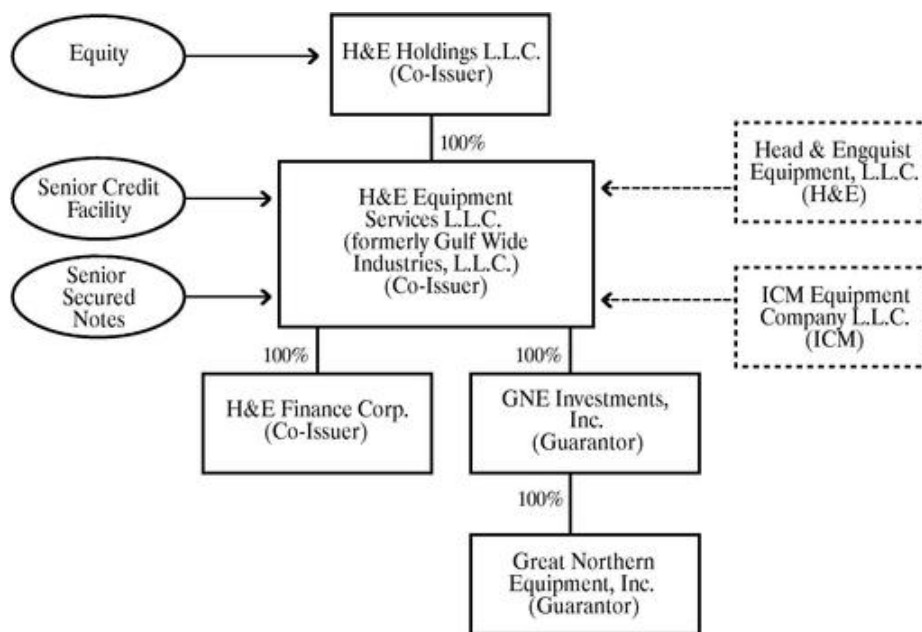 Equity
H&E Holdings L.L.C.
(Co-Issuer)
100%
Senior Credit
Facility
Senior
Secured
Notes
H&E Equipment
Services L.L.C.
(formerly Gulf Wide
Industries, L.L.C.)
(Co-Issuer)
Head & Engquist
Equipment, L.L.C.
(H&E)
ICM Equipment
Company L.L.C.
(ICM)
100%
100%
H&E Finance Corp.
(Co-Issuer)
GNE Investments,
Inc.
(Guarantor)
100%
Great Northern
Equipment, Inc.
(Guarantor)